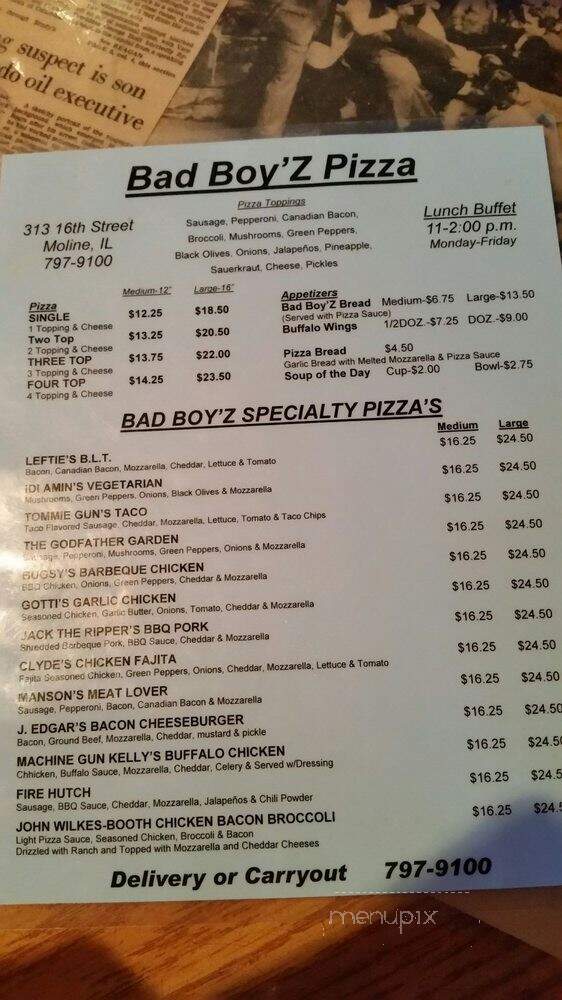 suspect is son
do oil executive
Bad Boy'Z Pizza
313 16th Street
Moline, IL
797-9100
Pizza Toppings
Sausage, Pepperoni, Canadian Bacon,
Broccoli, Mushrooms, Green Peppers,
Black Olives, Onions, Jalapeños, Pineapple,
Sauerkraut, Cheese, Pickles
Lunch Buffet
11-2:00 p.m.
Monday-Friday
Medium-12" Large-16"
Pizza
SINGLE $12.25 $18.50
1 Topping & Cheese
Two Top $13.25 $20.50
2 Topping & Cheese
THREE TOP $13.75 $22.00
3 Topping & Cheese
FOUR TOP $14.25 $23.50
4 Topping & Cheese
Appetizers
Bad Boy'Z Bread Medium-$6.75 Large-$13.50
(Served with Pizza Sauce)
Buffalo Wings 1/2DOZ.-$7.25 DOZ.-$9.00
Pizza Bread $4.50
Garlic Bread with Melted Mozzarella & Pizza Sauce
Soup of the Day Cup-$2.00 Bowl-$2.75
BAD BOY'Z SPECIALTY PIZZA'S
Medium Large
LEFTIE'S B.L.T. $16.25 $24.50
Bacon, Canadian Bacon, Mozzarella, Cheddar, Lettuce & Tomato
IDI AMIN'S VEGETARIAN $16.25 $24.50
Mushrooms, Green Peppers, Onions, Black Olives & Mozzarella
TOMMIE GUN'S TACO $16.25 $24.50
Taco Flavored Sausage, Cheddar, Mozzarella, Lettuce, Tomato & Taco Chips
THE GODFATHER GARDEN $16.25 $24.50
Sausage, Pepperoni, Mushrooms, Green Peppers, Onions & Mozzarella
BUGSY'S BARBEQUE CHICKEN $16.25 $24.50
BBQ Chicken, Onions, Green Peppers, Cheddar & Mozzarella
GOTTI'S GARLIC CHICKEN $16.25 $24.50
Seasoned Chicken, Garlic Butter, Onions, Tomato, Cheddar & Mozzarella
JACK THE RIPPER'S BBQ PORK $16.25 $24.50
Shredded Barbeque Pork, BBQ Sauce, Cheddar & Mozzarella
CLYDE'S CHICKEN FAJITA $16.25 $24.50
Fajita Seasoned Chicken, Green Peppers, Onions, Cheddar, Mozzarella, Lettuce & Tomato
MANSON'S MEAT LOVER $16.25 $24.50
Sausage, Pepperoni, Bacon, Canadian Bacon & Mozzarella
J. EDGAR'S BACON CHEESEBURGER $16.25 $24.50
Bacon, Ground Beef, Mozzarella, Cheddar, mustard & pickle
MACHINE GUN KELLY'S BUFFALO CHICKEN $16.25 $24.50
Chhicken, Buffalo Sauce, Mozzarella, Cheddar, Celery & Served w/Dressing
FIRE HUTCH $16.25 $24.5
Sausage, BBQ Sauce, Cheddar, Mozzarella, Jalapeños & Chili Powder
JOHN WILKES-BOOTH CHICKEN BACON BROCCOLI $16.25 $24.
Light Pizza Sauce, Seasoned Chicken, Broccoli & Bacon
Drizzled with Ranch and Topped with Mozzarella and Cheddar Cheeses
Delivery or Carryout 797-9100
menupix